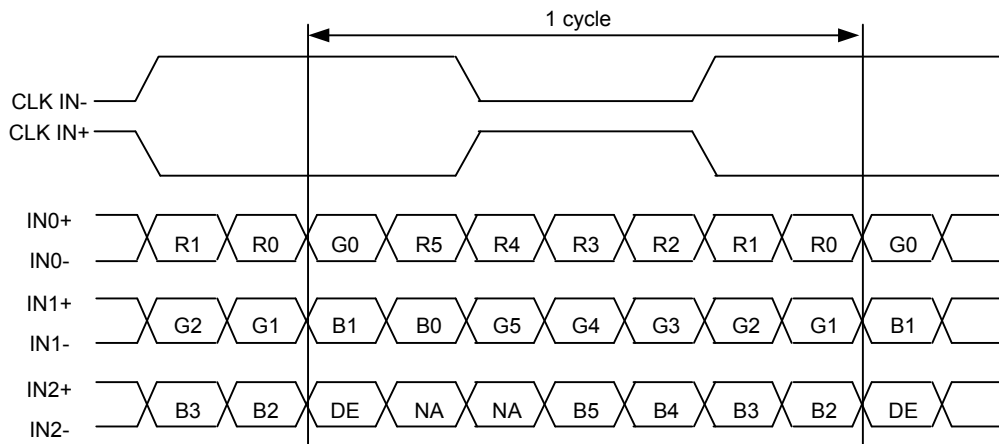 1 cycle
CLK IN-
CLK IN+
IN0+
R1 R0 G0 R5 R4 R3 R2 R1 R0 G0
IN0-
IN1+
G2 G1 B1 B0 G5 G4 G3 G2 G1 B1
IN1-
IN2+
B3 B2 DE NA NA B5 B4 B3 B2 DE
IN2-